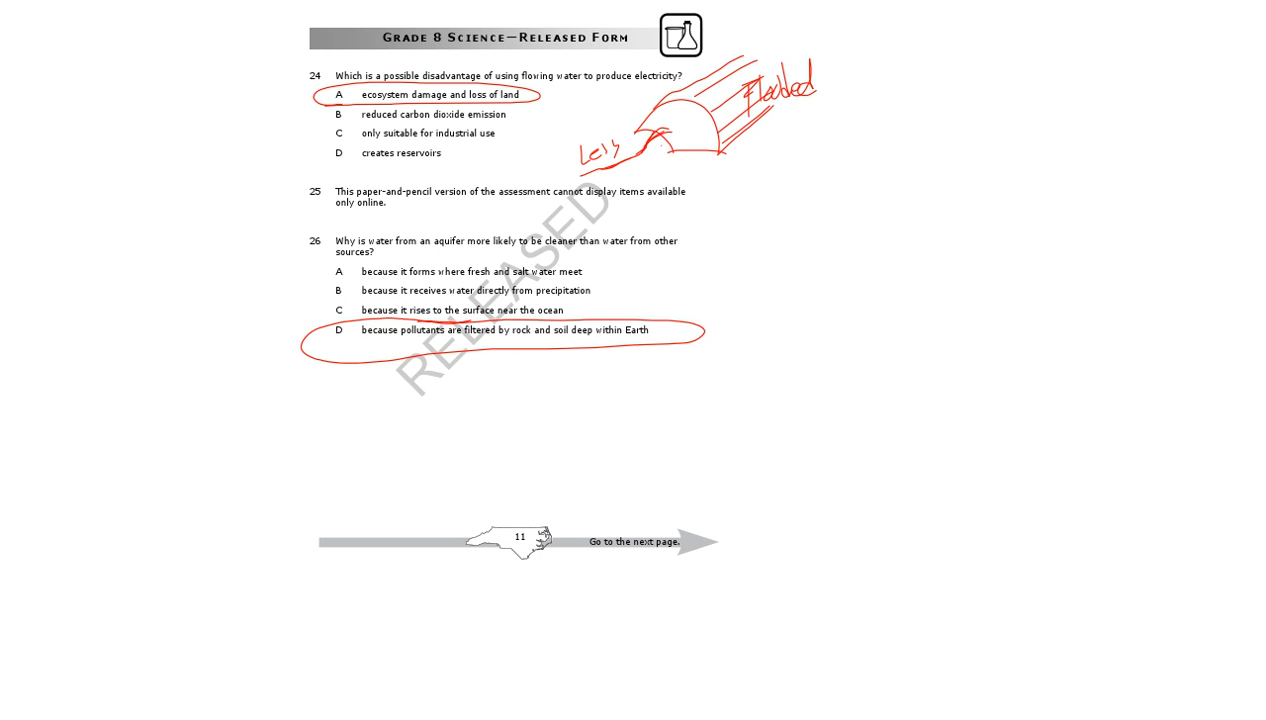 GRADE 8 SCIENCE—RELEASED FORM
24 Which is a possible disadvantage of using flowing water to produce electricity?
A ecosystem damage and loss of land
B reduced carbon dioxide emission
C only suitable for industrial use
D creates reservoirs
Flooded
Less
25 This paper-and-pencil version of the assessment cannot display items available
only online.
26 Why is water from an aquifer more likely to be cleaner than water from other
sources?
A because it forms where fresh and salt water meet
B because it receives water directly from precipitation
C because it rises to the surface near the ocean
D because pollutants are filtered by rock and soil deep within Earth
RELEASED
11
Go to the next page.